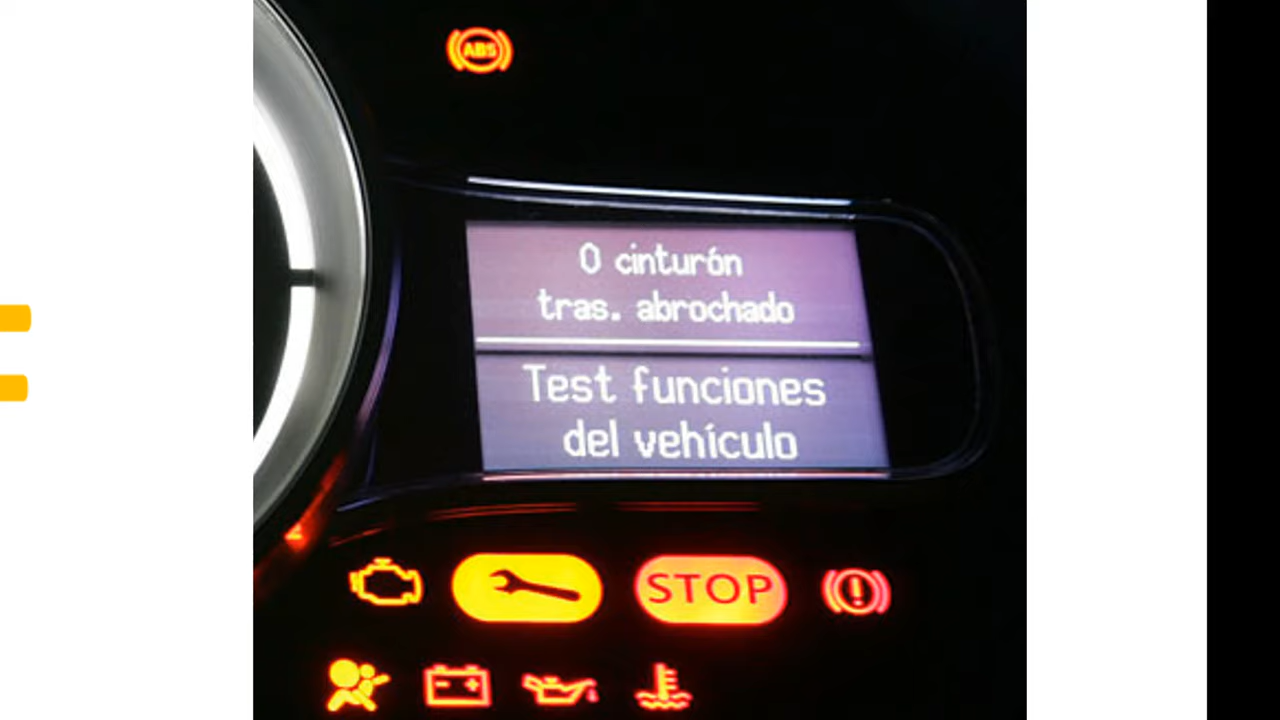 ABS
0 cinturón
tras. abrochado
Test funciones
del vehículo
STOP